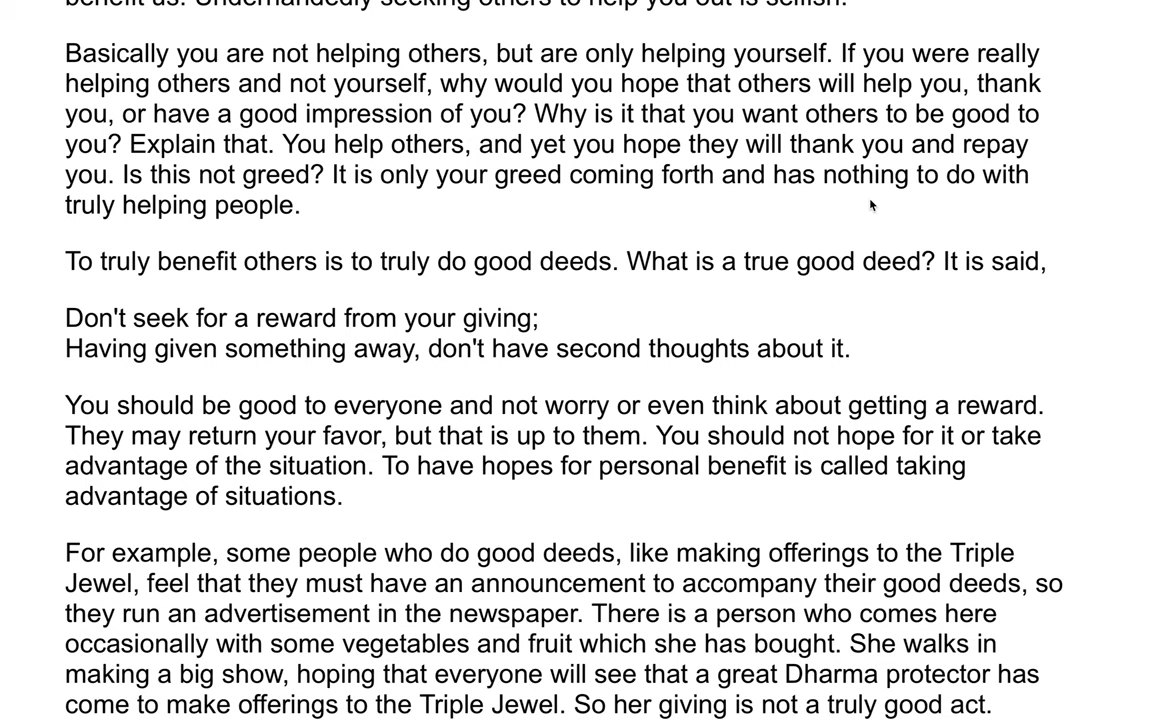 benefit us. Undemandedly seeking others to help you out is selfish.
Basically you are not helping others, but are only helping yourself. If you were really
helping others and not yourself, why would you hope that others will help you, thank
you, or have a good impression of you? Why is it that you want others to be good to
you? Explain that. You help others, and yet you hope they will thank you and repay
you. Is this not greed? It is only your greed coming forth and has nothing to do with
truly helping people.
To truly benefit others is to truly do good deeds. What is a true good deed? It is said,
Don't seek for a reward from your giving;
Having given something away, don't have second thoughts about it.
You should be good to everyone and not worry or even think about getting a reward.
They may return your favor, but that is up to them. You should not hope for it or take
advantage of the situation. To have hopes for personal benefit is called taking
advantage of situations.
For example, some people who do good deeds, like making offerings to the Triple
Jewel, feel that they must have an announcement to accompany their good deeds, so
they run an advertisement in the newspaper. There is a person who comes here
occasionally with some vegetables and fruit which she has bought. She walks in
making a big show, hoping that everyone will see that a great Dharma protector has
come to make offerings to the Triple Jewel. So her giving is not a truly good act.